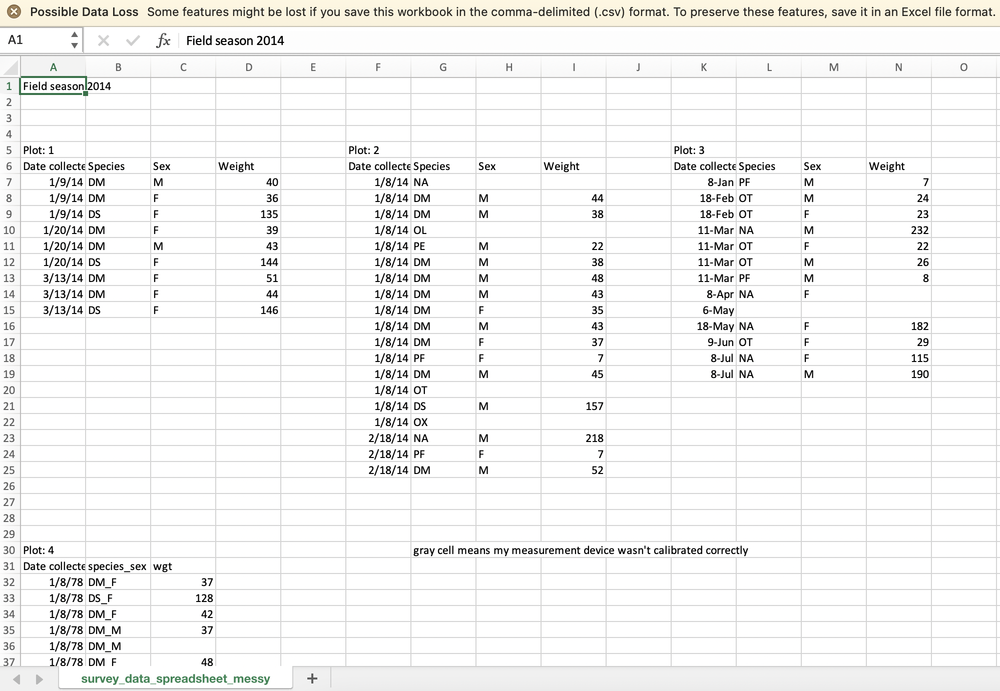 Possible Data Loss Some features might be lost if you save this workbook in the comma-delimited (.csv) format. To preserve these features, save it in an Excel file format.
A1 fx Field season 2014
A B C D E F G H I J K L M N O
1 Field season 2014
2
3
4
5 Plot: 1 Plot: 2 Plot: 3
6 Date collecte Species Sex Weight Date collecte Species Sex Weight Date collecte Species Sex Weight
7 1/9/14 DM M 40 1/8/14 NA 8-Jan PF M 7
8 1/9/14 DM F 36 1/8/14 DM M 44 18-Feb OT M 24
9 1/9/14 DS F 135 1/8/14 DM M 38 18-Feb OT F 23
10 1/20/14 DM F 39 1/8/14 OL 11-Mar NA M 232
11 1/20/14 DM M 43 1/8/14 PE M 22 11-Mar OT F 22
12 1/20/14 DS F 144 1/8/14 DM M 38 11-Mar OT M 26
13 3/13/14 DM F 51 1/8/14 DM M 48 11-Mar PF M 8
14 3/13/14 DM F 44 1/8/14 DM M 43 8-Apr NA F
15 3/13/14 DS F 146 1/8/14 DM F 35 6-May
16 1/8/14 DM M 43 18-May NA F 182
17 1/8/14 DM F 37 9-Jun OT F 29
18 1/8/14 PF F 7 8-Jul NA F 115
19 1/8/14 DM M 45 8-Jul NA M 190
20 1/8/14 OT
21 1/8/14 DS M 157
22 1/8/14 OX
23 2/18/14 NA M 218
24 2/18/14 PF F 7
25 2/18/14 DM M 52
26
27
28
29
30 Plot: 4 gray cell means my measurement device wasn't calibrated correctly
31 Date collecte species_sex wgt
32 1/8/78 DM_F 37
33 1/8/78 DS_F 128
34 1/8/78 DM_F 42
35 1/8/78 DM_M 37
36 1/8/78 DM_M
37 1/8/78 DM_F 48
survey_data_spreadsheet_messy